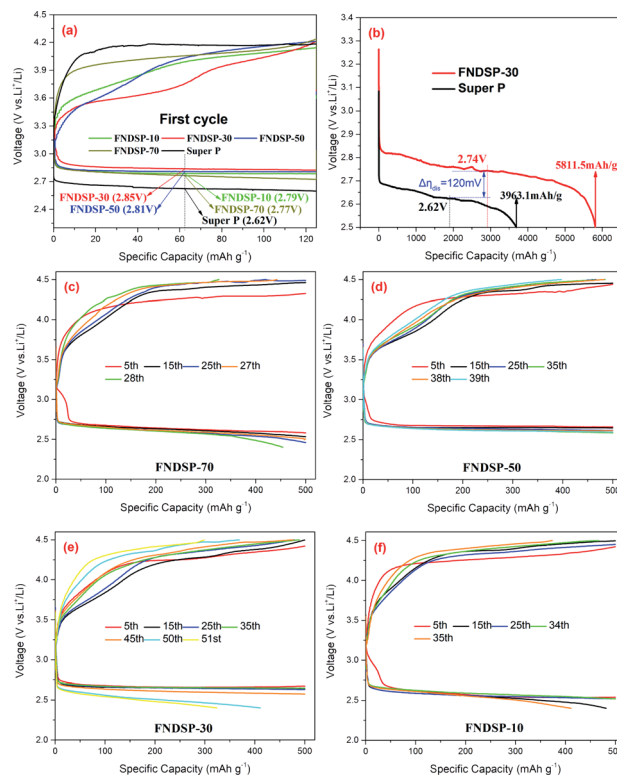 (a)
Voltage (V vs.Li⁺/Li)
4.2
3.9
3.6
3.3
3.0
2.7
2.4
First cycle
FNDSP-10 FNDSP-30 FNDSP-50
FNDSP-70 Super P
FNDSP-30 (2.85V) FNDSP-10 (2.79V)
FNDSP-50 (2.81V) FNDSP-70 (2.77V)
Super P (2.62V)
0 20 40 60 80 100 120
Specific Capacity (mAh g⁻¹)
(b)
Voltage (V vs.Li⁺/Li)
3.4
3.3
3.2
3.1
3.0
2.9
2.8
2.7
2.6
2.5
FNDSP-30
Super P
2.74V
5811.5mAh/g
Δη_dis=120mV
3963.1mAh/g
2.62V
0 1000 2000 3000 4000 5000 6000
Specific Capacity (mAh g⁻¹)
(c)
Voltage (V vs.Li⁺/Li)
4.5
4.0
3.5
3.0
2.5
2.0
5th 15th 25th 27th
28th
FNDSP-70
0 100 200 300 400 500
Specific Capacity (mAh g⁻¹)
(d)
Voltage (V vs.Li⁺/Li)
4.5
4.0
3.5
3.0
2.5
2.0
5th 15th 25th 35th
38th 39th
FNDSP-50
0 100 200 300 400 500
Specific Capacity (mAh g⁻¹)
(e)
Voltage (V vs.Li⁺/Li)
4.5
4.0
3.5
3.0
2.5
2.0
5th 15th 25th 35th
45th 50th 51st
FNDSP-30
0 100 200 300 400 500
Specific Capacity (mAh g⁻¹)
(f)
Voltage (V vs.Li⁺/Li)
4.5
4.0
3.5
3.0
2.5
2.0
5th 15th 25th 34th
35th
FNDSP-10
0 100 200 300 400 500
Specific Capacity (mAh g⁻¹)